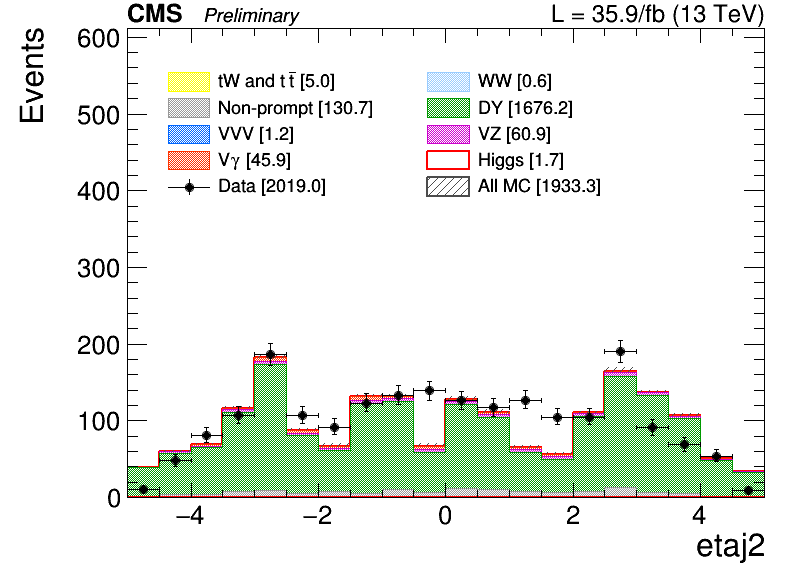 CMS Preliminary L = 35.9/fb (13 TeV)
Events
tW and t t̄ [5.0]
Non-prompt [130.7]
VVV [1.2]
Vγ [45.9]
Data [2019.0]
WW [0.6]
DY [1676.2]
VZ [60.9]
Higgs [1.7]
All MC [1933.3]
600
500
400
300
200
100
0
−4 −2 0 2 4
etaj2